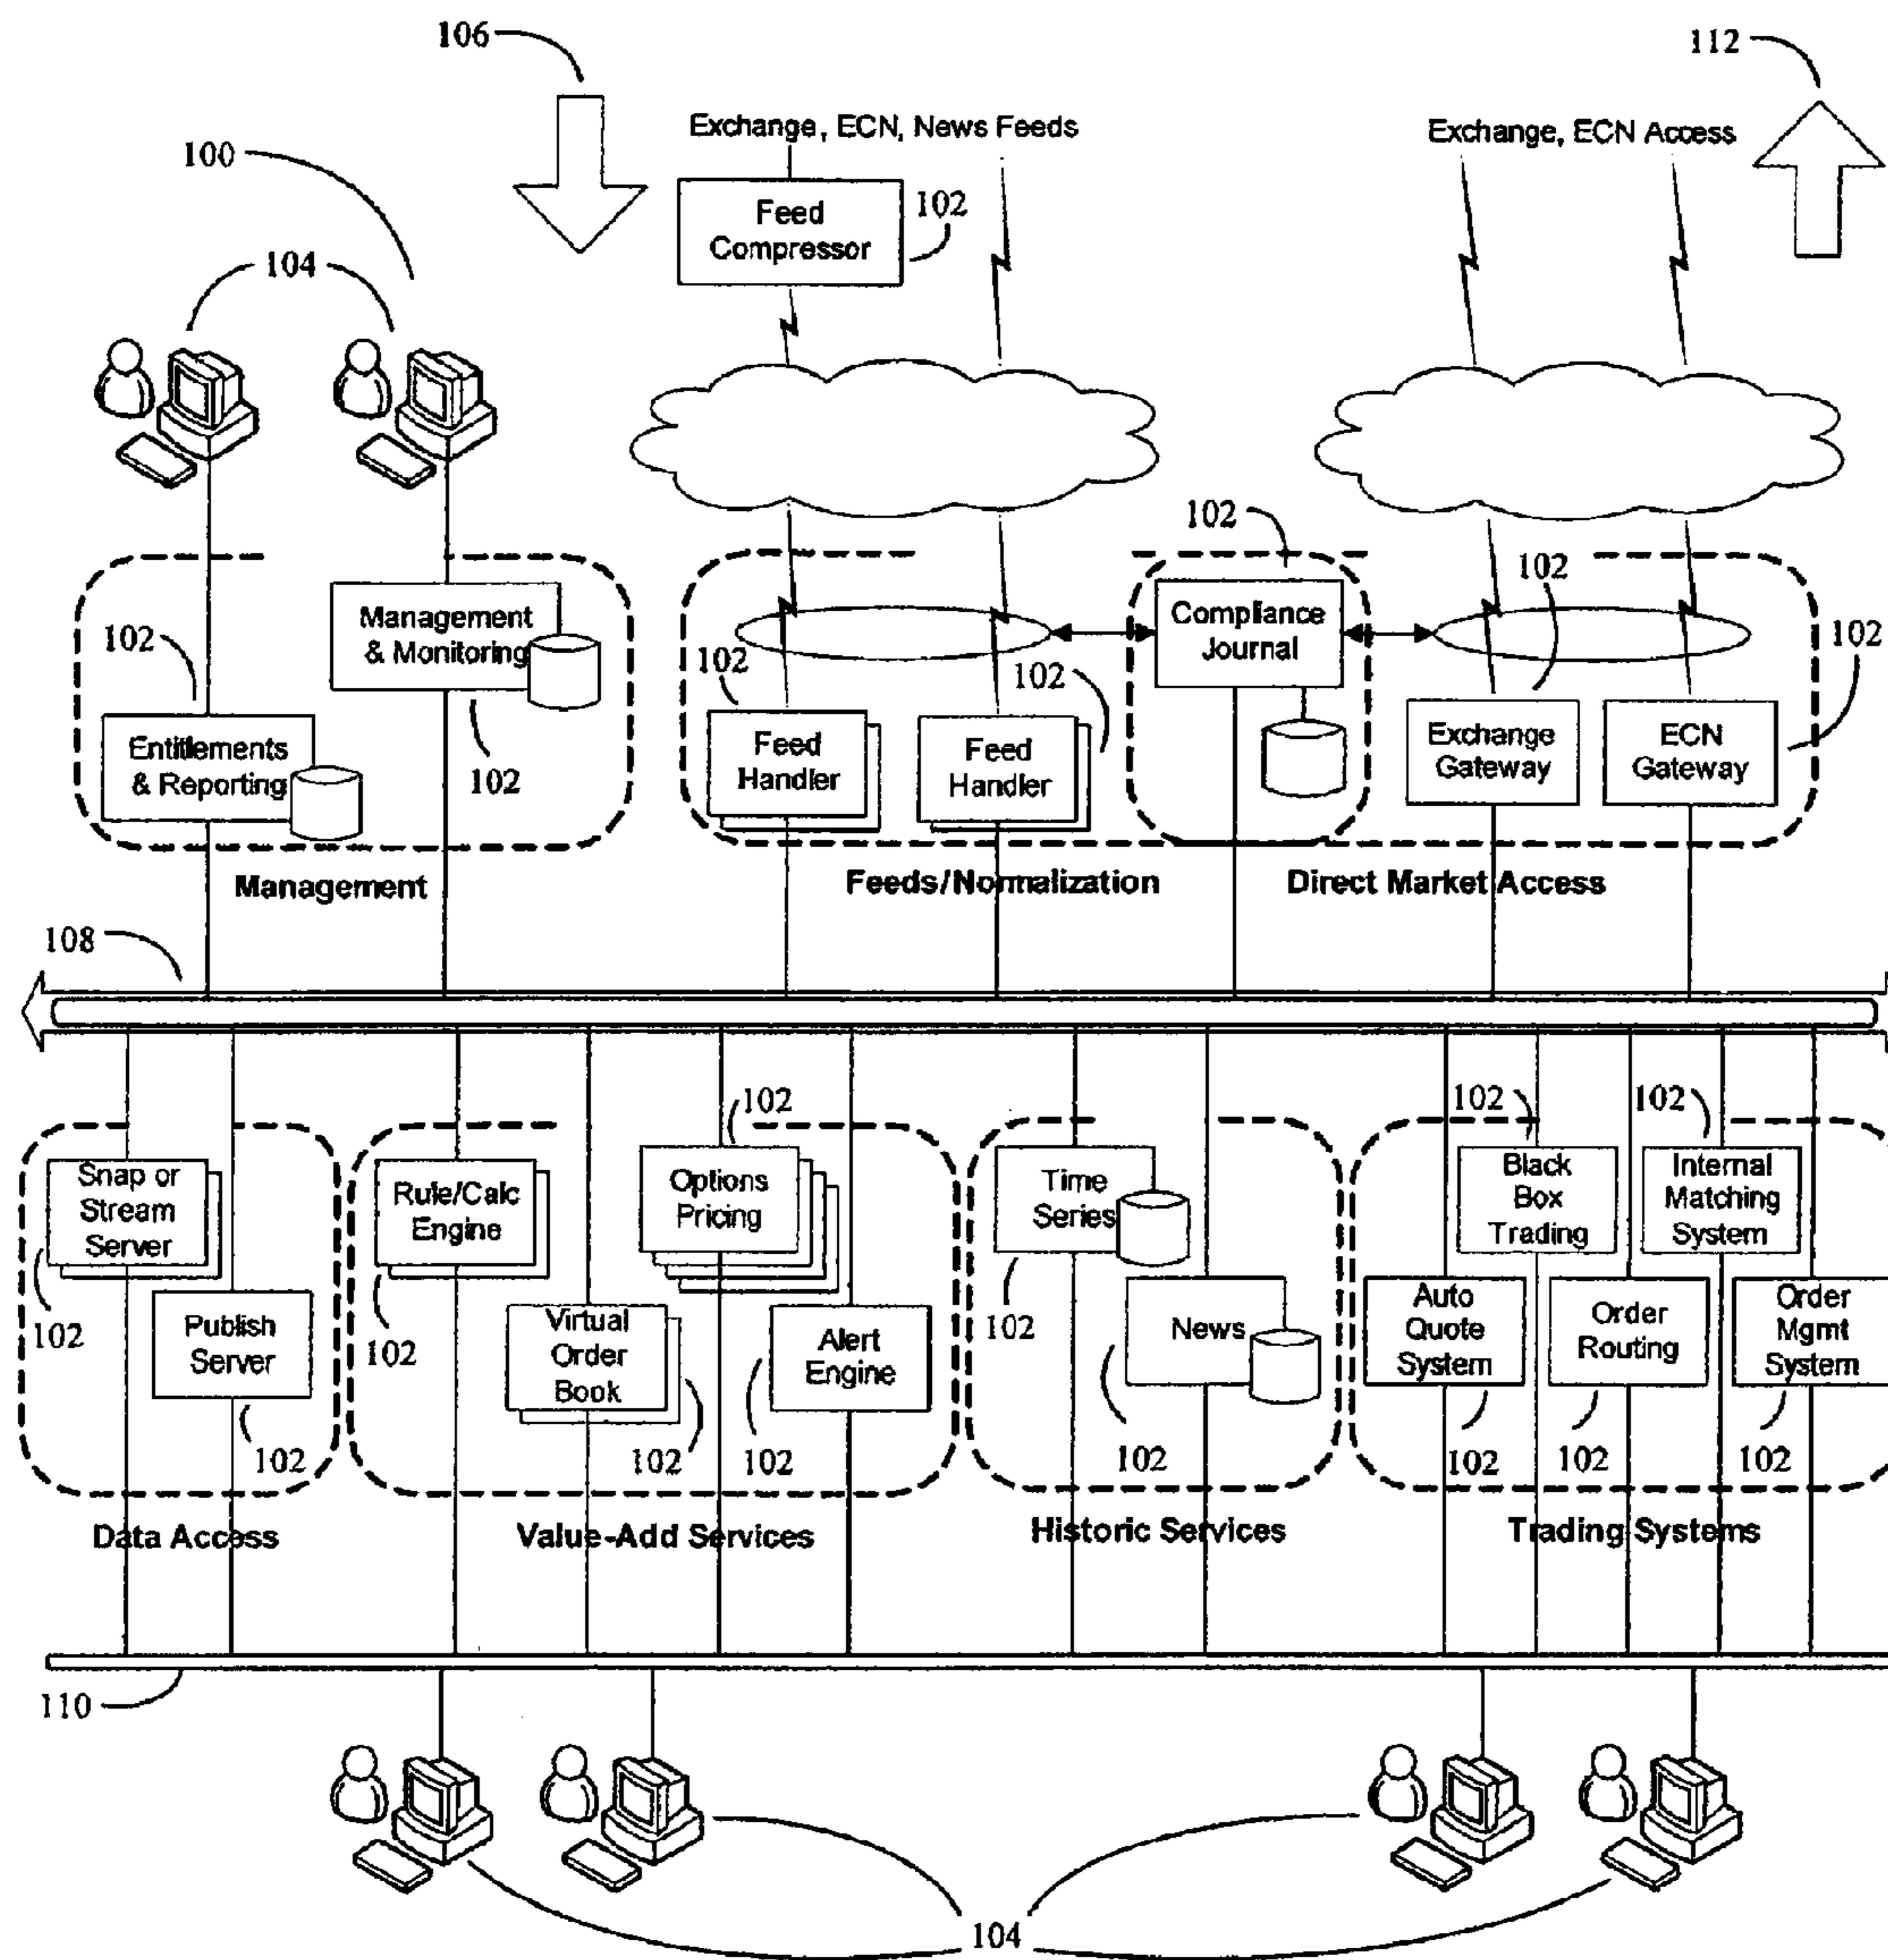 106
112
Exchange, ECN, News Feeds
Exchange, ECN Access
100
Feed
Compressor
102
104
102
Management
& Monitoring
102
Compliance
Journal
102
102
102
102
102
Entitlements
& Reporting
102
Feed
Handler
Feed
Handler
Exchange
Gateway
ECN
Gateway
Management
Feeds/Normalization
Direct Market Access
108
102
102
102
Snap or
Stream
Server
Rule/Calc
Engine
Options
Pricing
Time
Series
Black
Box
Trading
Internal
Matching
System
102
Publish
Server
102
Virtual
Order
Book
Alert
Engine
102
News
Auto
Quote
System
Order
Routing
Order
Mgmt
System
102
102
102
102
102
102
102
Data Access
Value-Add Services
Historic Services
Trading Systems
110
104